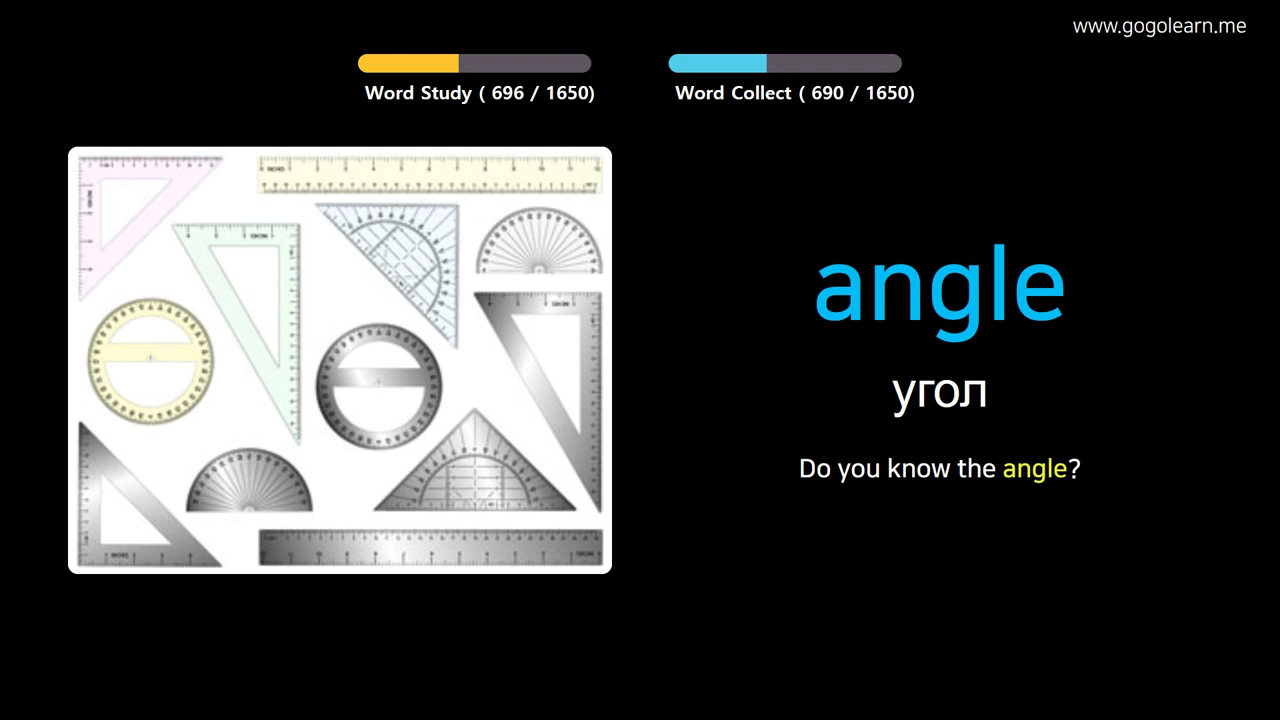 www.gogolearn.me
Word Study ( 696 / 1650)
Word Collect ( 690 / 1650)
angle
угол
Do you know the angle?